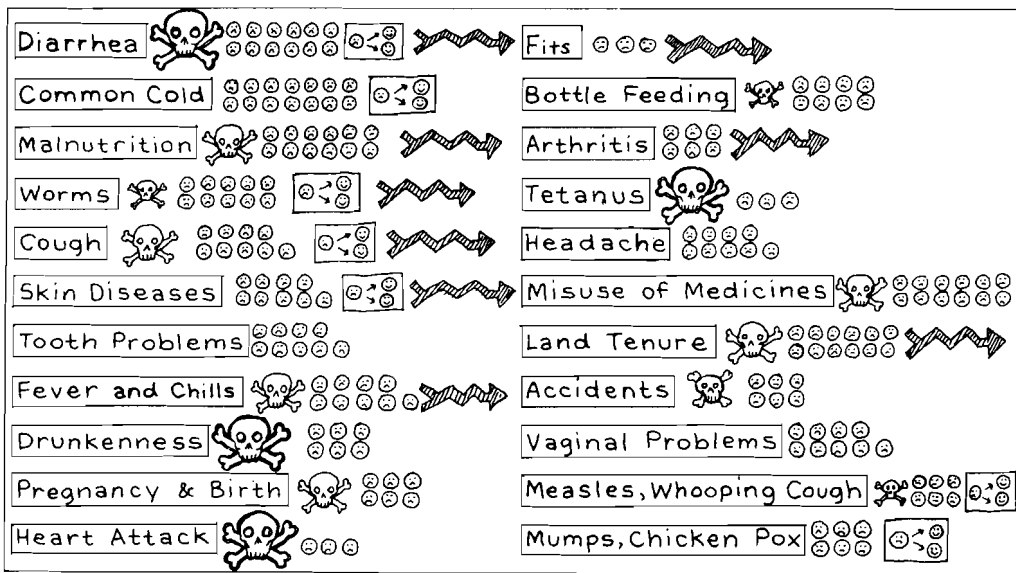 Diarrhea
Common Cold
Malnutrition
Worms
Cough
Skin Diseases
Tooth Problems
Fever and Chills
Drunkenness
Pregnancy & Birth
Heart Attack
Fits
Bottle Feeding
Arthritis
Tetanus
Headache
Misuse of Medicines
Land Tenure
Accidents
Vaginal Problems
Measles, Whooping Cough
Mumps, Chicken Pox